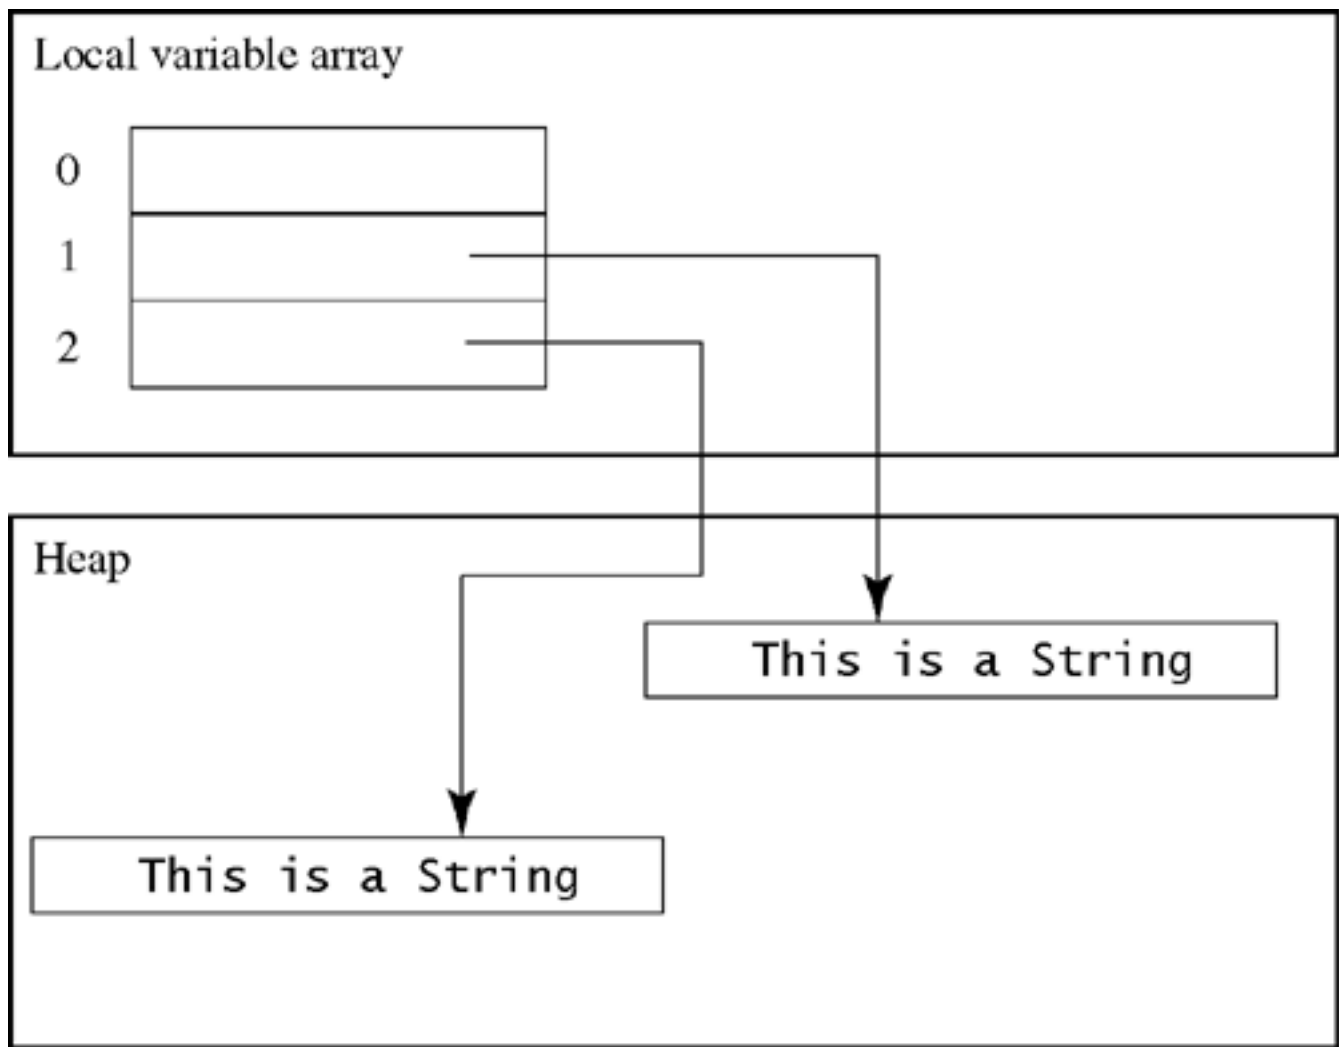 Local variable array
0
1
2
Heap
This is a String
This is a String